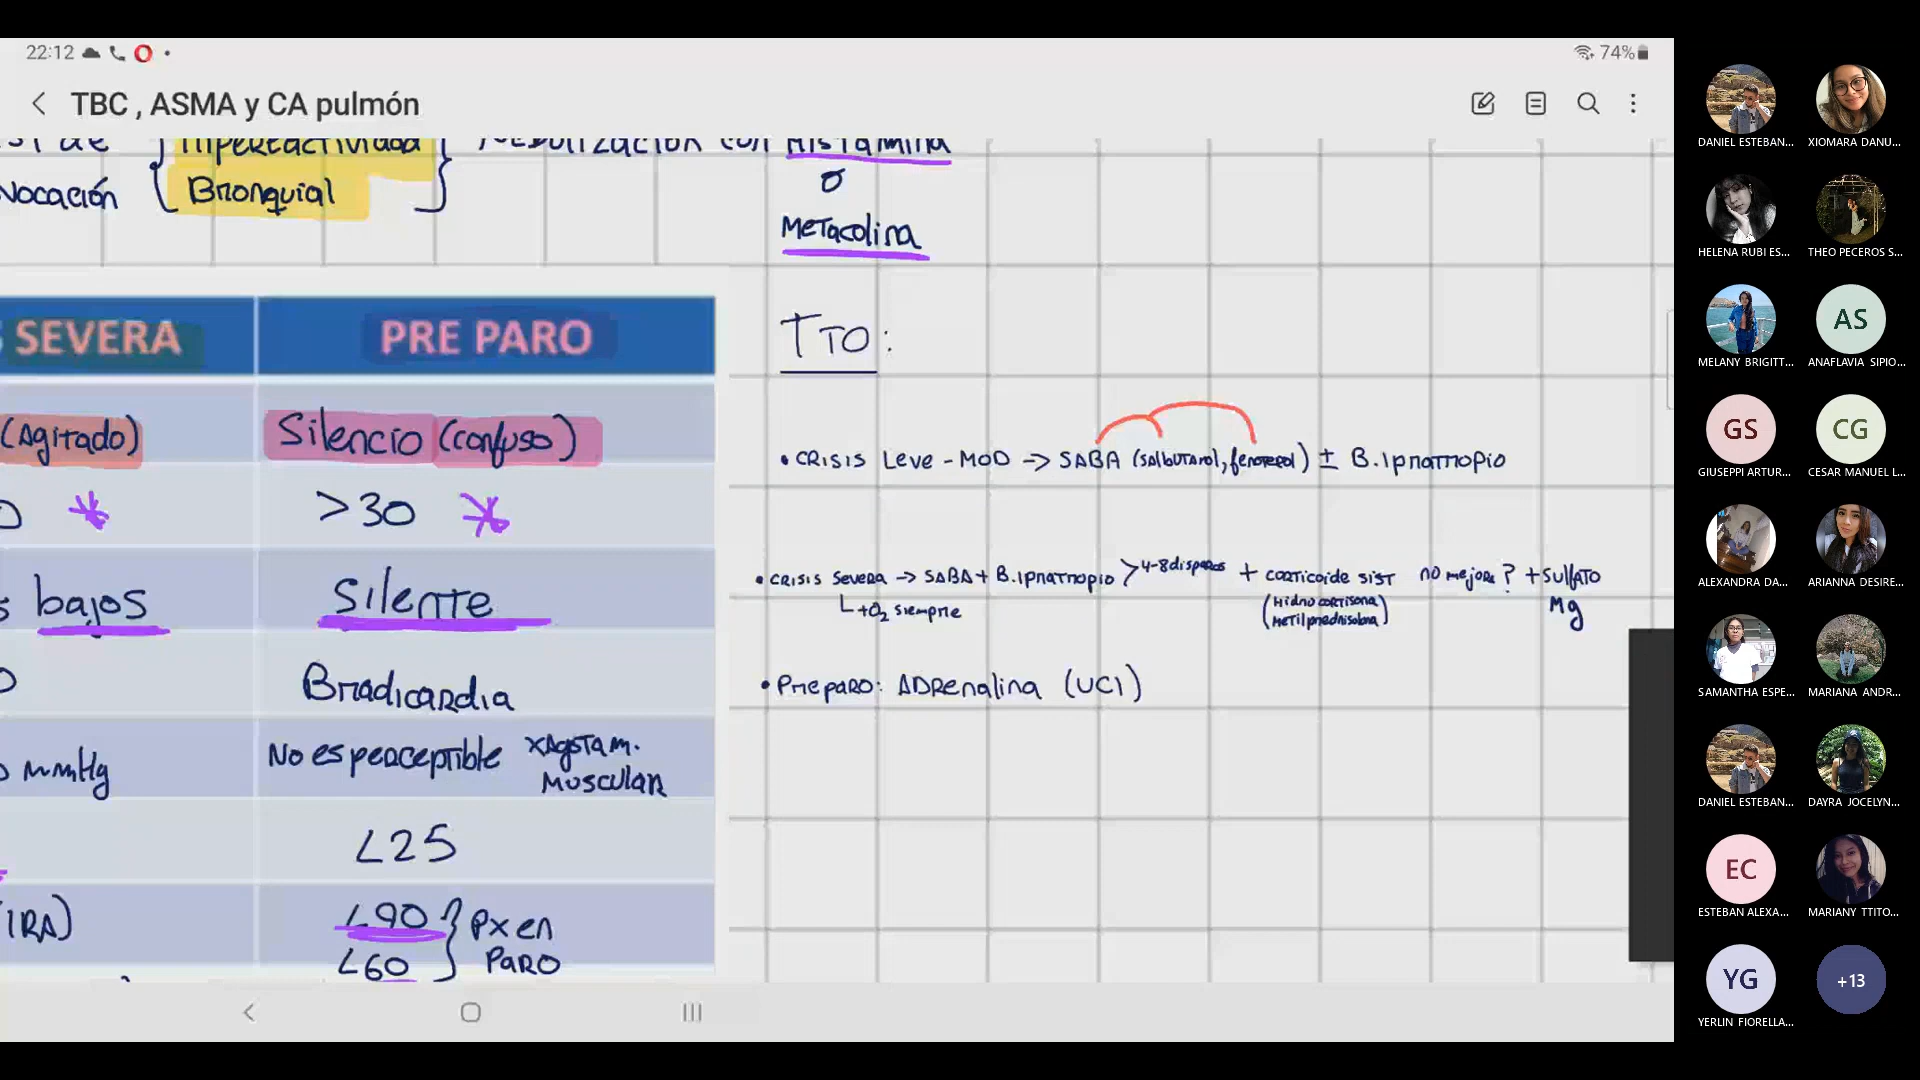 22:12
74%
TBC , ASMA y CA pulmón
Hipereactividad
Histamina
vocación
Bronquial
o
Metacolina
SEVERA
PRE PARO
TTO:
(Agitado)
Silencio (confuso)
• CRISIS Leve - MOD -> SABA (salbutamol, fenoterol) ± B. Ipratropio
>30
• CRISIS Severa -> SABA + B. Ipratropio > 4-8 disparos + CORTICOIDE SIST no mejora ? + Sulfato
bajos
Silente
L +O₂ siempre
(Hidrocortisona
Metilprednisolona)
Mg
• Preparo: ADRenalina (UCI)
Bradicardia
mmHg
No es perceptible xAgotam.
muscular
<25
(IRA)
<90 } Px en
<60 Paro
DANIEL ESTEBAN...
XIOMARA DANU...
HELENA RUBI ES...
THEO PECEROS S...
MELANY BRIGITT...
AS
ANAFLAVIA SIPIO...
GS
GIUSEPPI ARTUR...
CG
CESAR MANUEL L...
ALEXANDRA DA...
ARIANNA DESIRE...
SAMANTHA ESPE...
MARIANA ANDR...
DANIEL ESTEBAN...
DAYRA JOCELYN...
EC
ESTEBAN ALEXA...
MARIANY TTITO...
YG
YERLIN FIORELLA...
+13